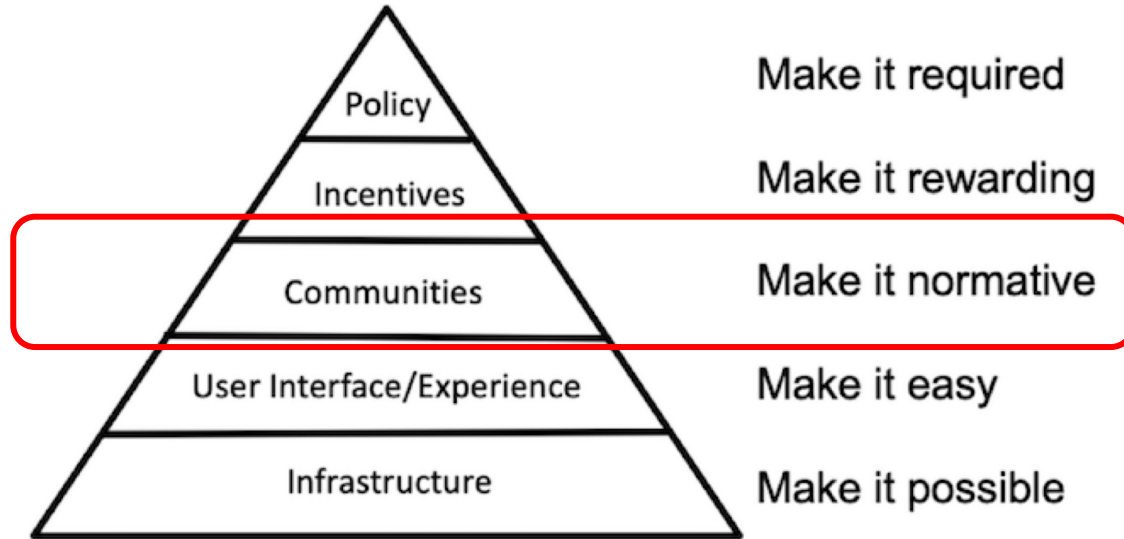 Policy
Make it required
Incentives
Make it rewarding
Communities
Make it normative
User Interface/Experience
Make it easy
Infrastructure
Make it possible